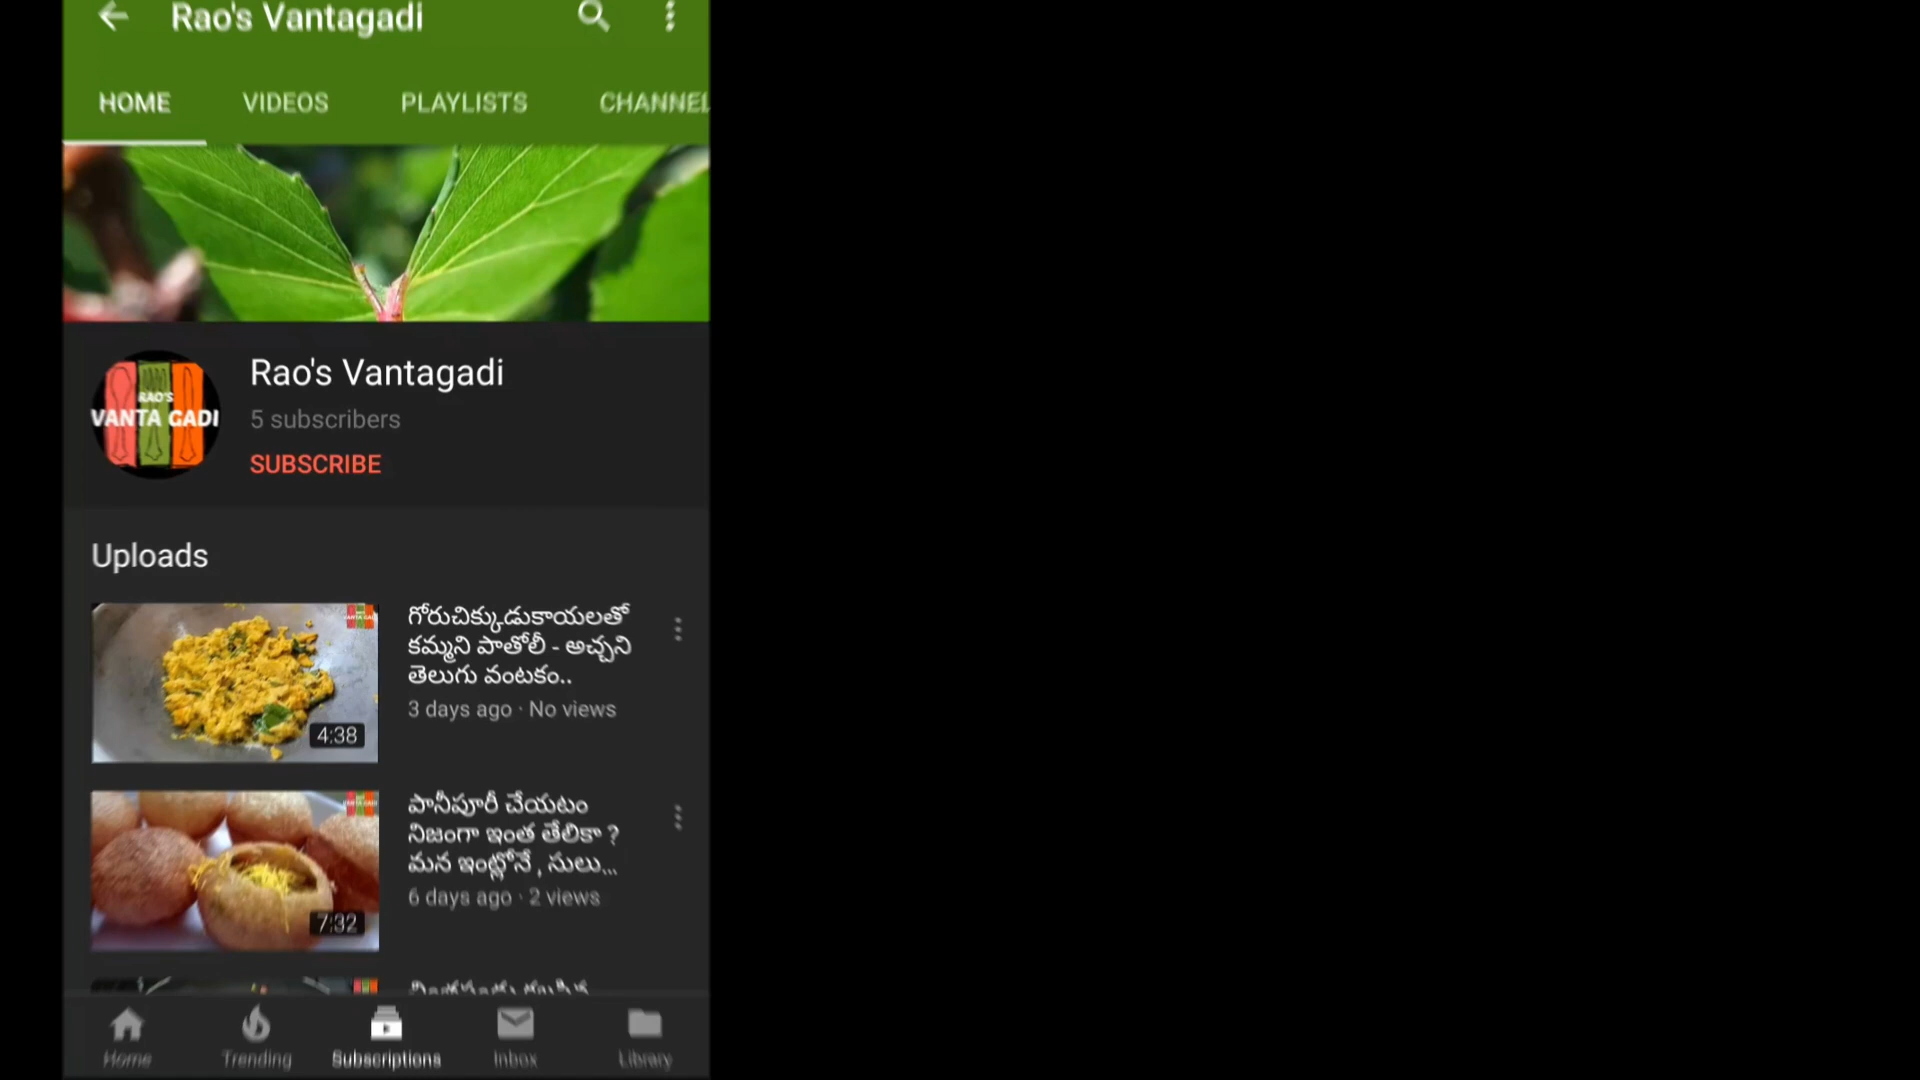 Rao's Vantagadi
HOME VIDEOS PLAYLISTS CHANNEL
RAO'S
VANTA GADI
Rao's Vantagadi
5 subscribers
SUBSCRIBE
Uploads
గోరుచిక్కుడుకాయలతో
కమ్మని పాతోలీ - అచ్చని
తెలుగు వంటకం..
3 days ago · No views
4:38
పానీపూరీ చేయటం
నిజంగా ఇంత తేలికా ?
మన ఇంట్లోనే , సులు...
6 days ago · 2 views
7:32
Home Trending Subscriptions Inbox Library